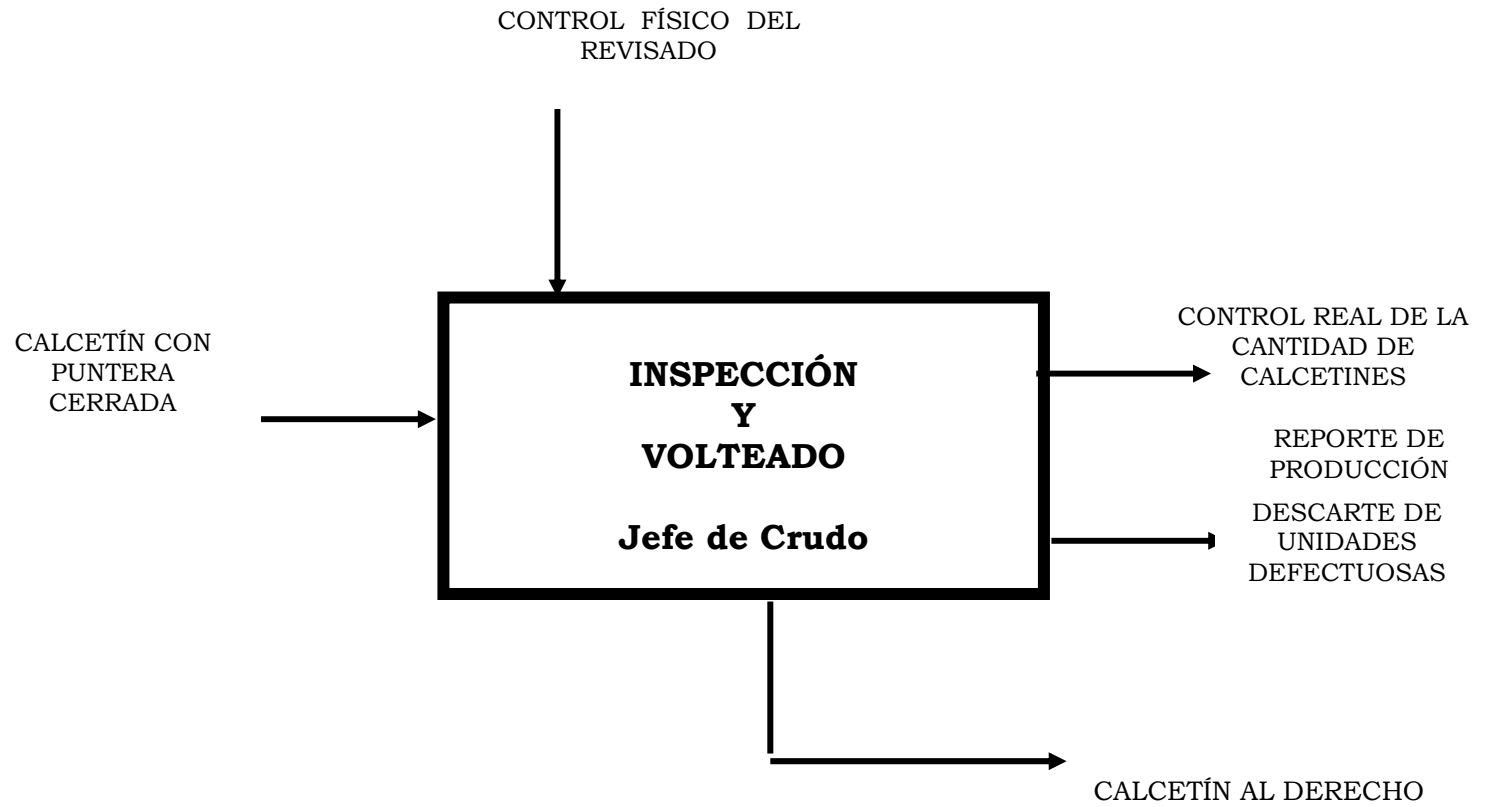 CONTROL FÍSICO DEL
REVISADO
CALCETÍN CON
PUNTERA
CERRADA
INSPECCIÓN
Y
VOLTEADO
Jefe de Crudo
CONTROL REAL DE LA
CANTIDAD DE
CALCETINES
REPORTE DE
PRODUCCIÓN
DESCARTE DE
UNIDADES
DEFECTUOSAS
CALCETÍN AL DERECHO